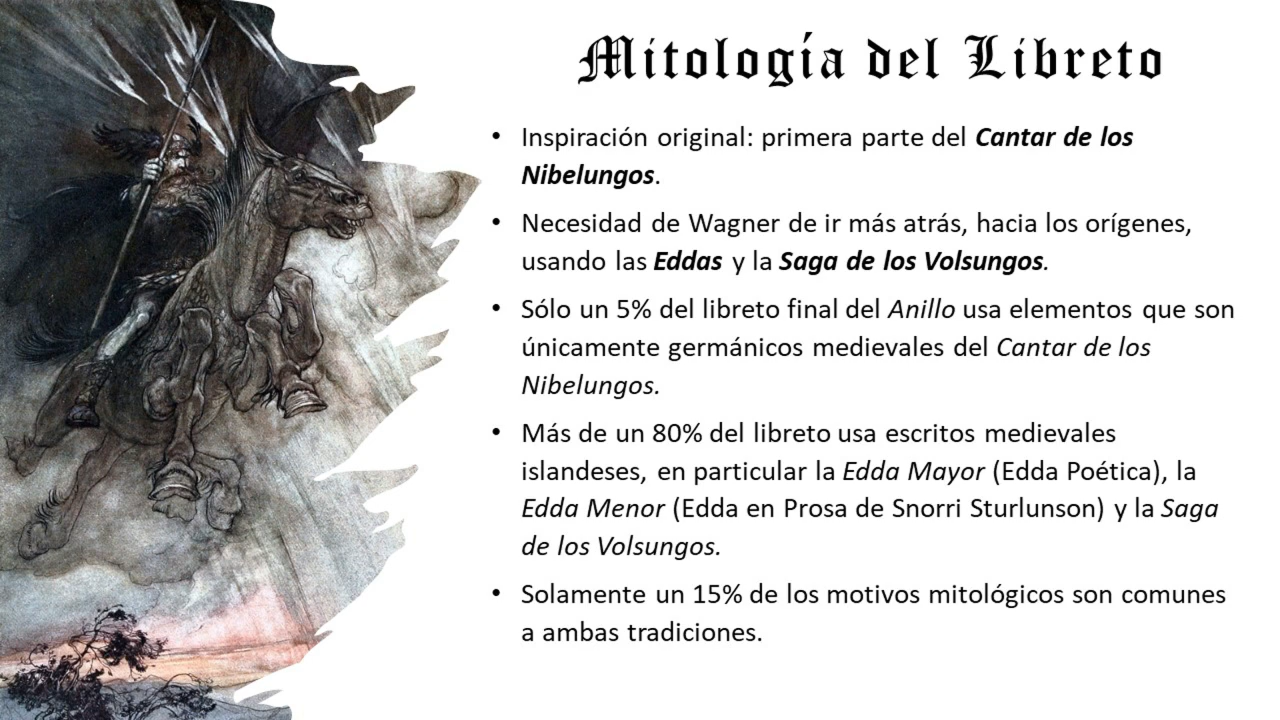 Mitología del Libreto
• Inspiración original: primera parte del Cantar de los
Nibelungos.
• Necesidad de Wagner de ir más atrás, hacia los orígenes,
usando las Eddas y la Saga de los Volsungos.
• Sólo un 5% del libreto final del Anillo usa elementos que son
únicamente germánicos medievales del Cantar de los
Nibelungos.
• Más de un 80% del libreto usa escritos medievales
islandeses, en particular la Edda Mayor (Edda Poética), la
Edda Menor (Edda en Prosa de Snorri Sturlunson) y la Saga
de los Volsungos.
• Solamente un 15% de los motivos mitológicos son comunes
a ambas tradiciones.